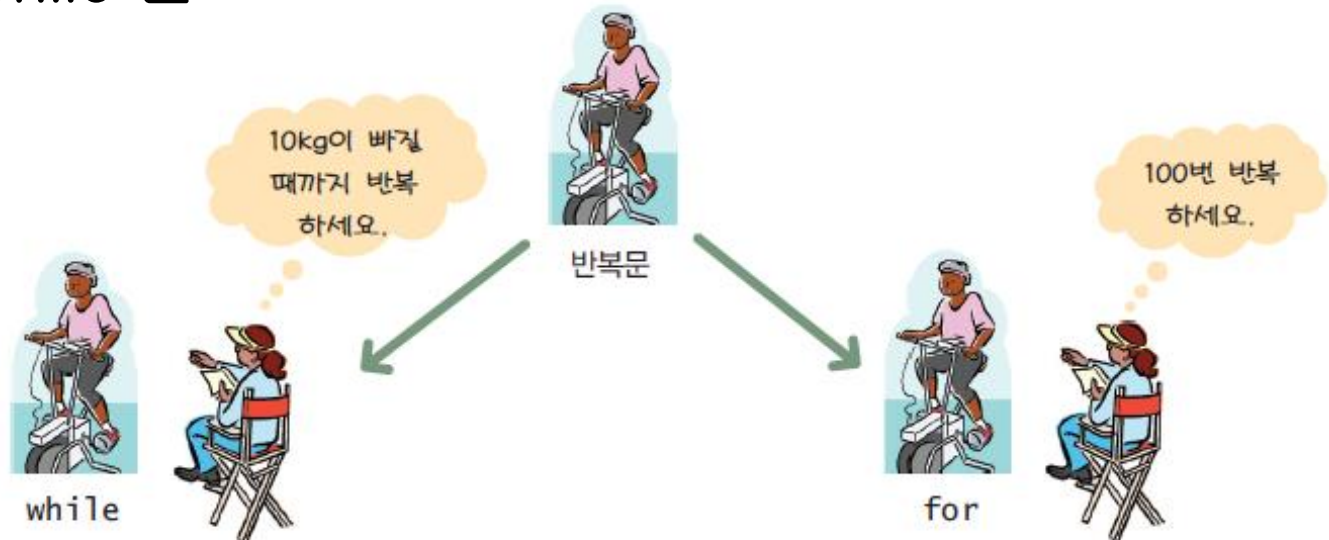 10kg이 빠질
때까지 반복
하세요.
100번 반복
하세요.
반복문
while
for